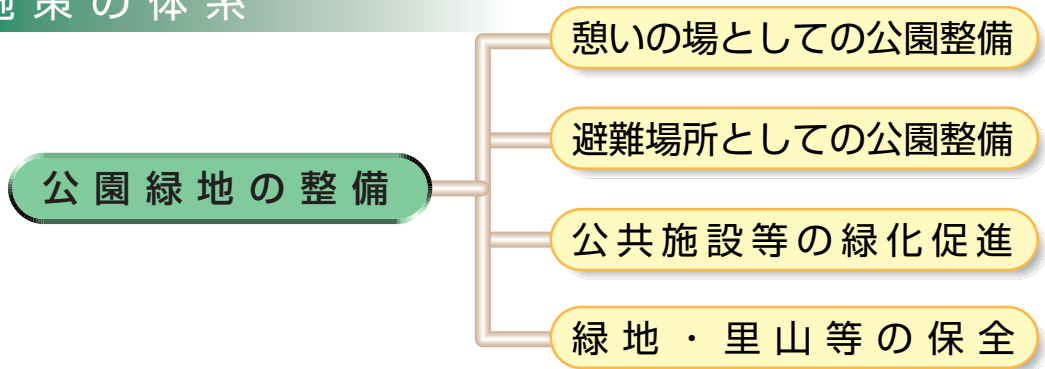 施策の体系
憩いの場としての公園整備
避難場所としての公園整備
公園緑地の整備
公共施設等の緑化促進
緑地・里山等の保全